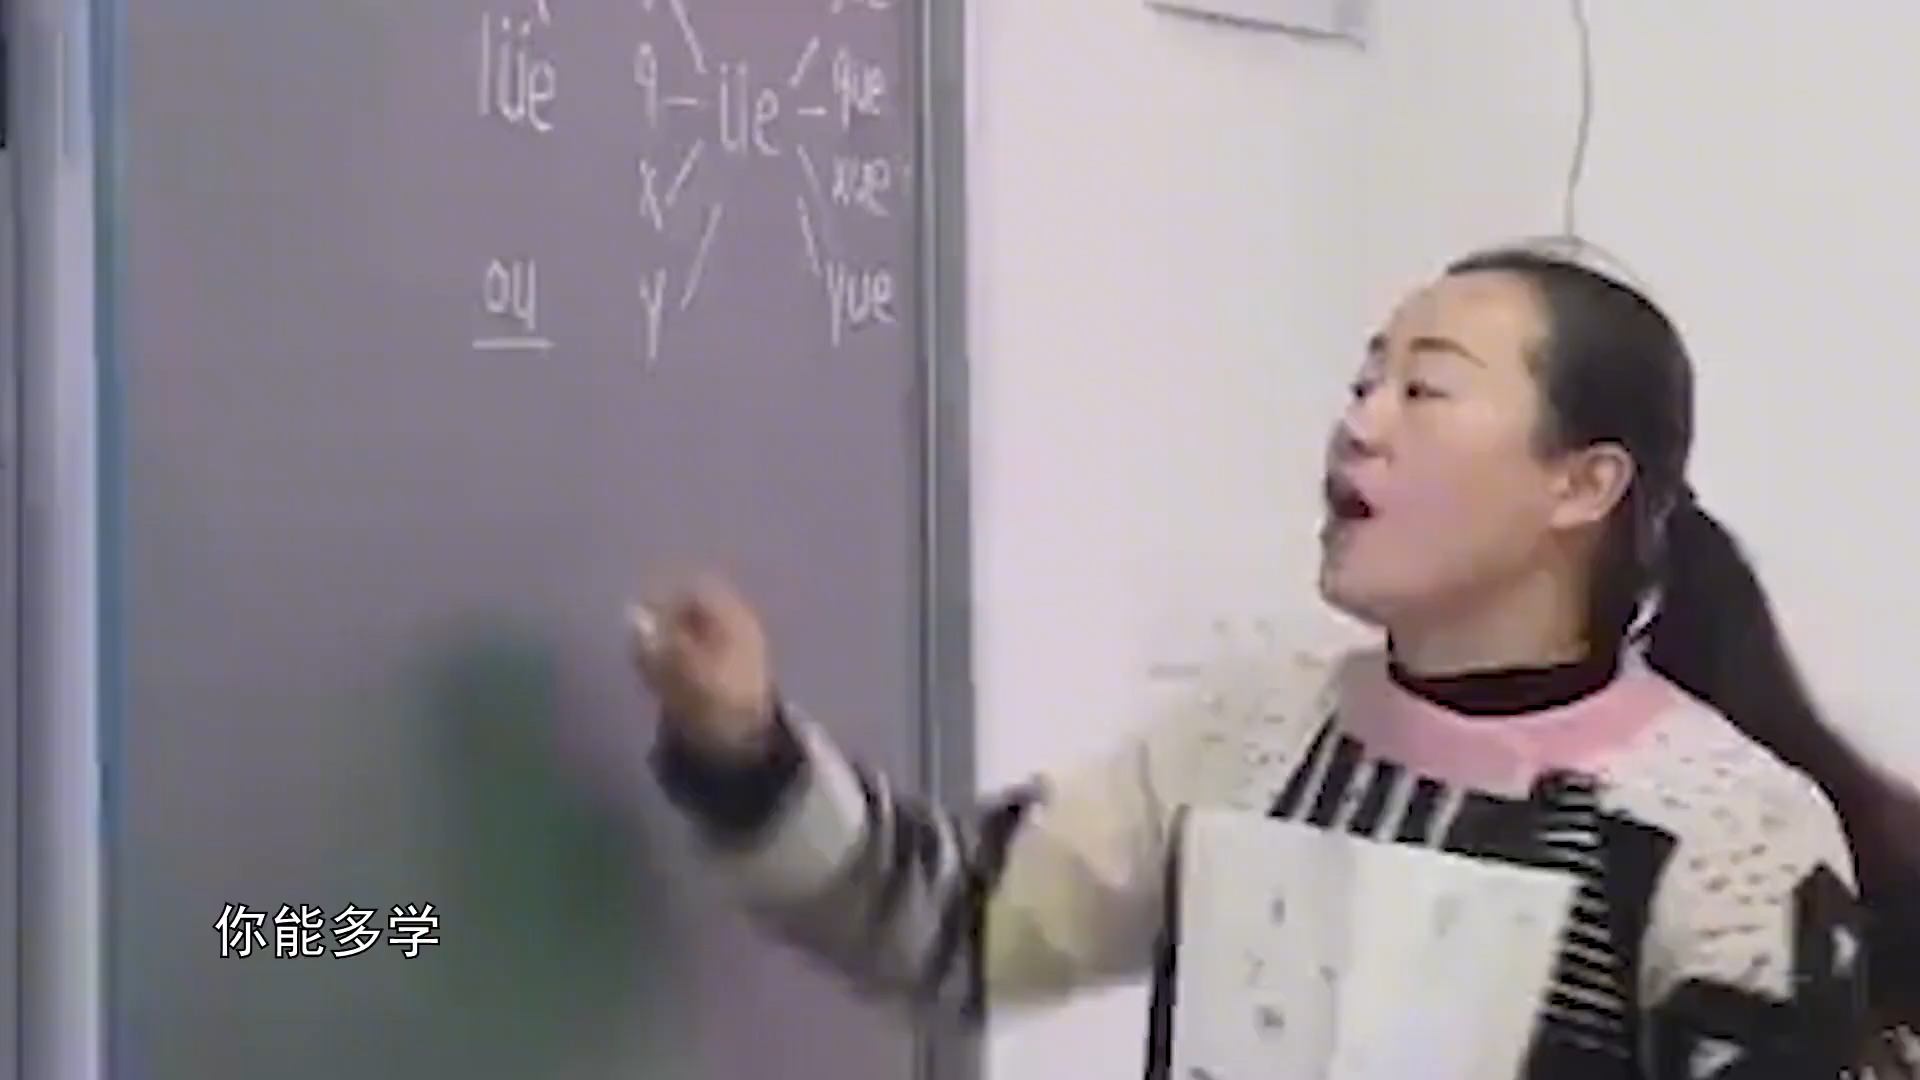 lüe q üe que
x xue
ou y yue
你能多学